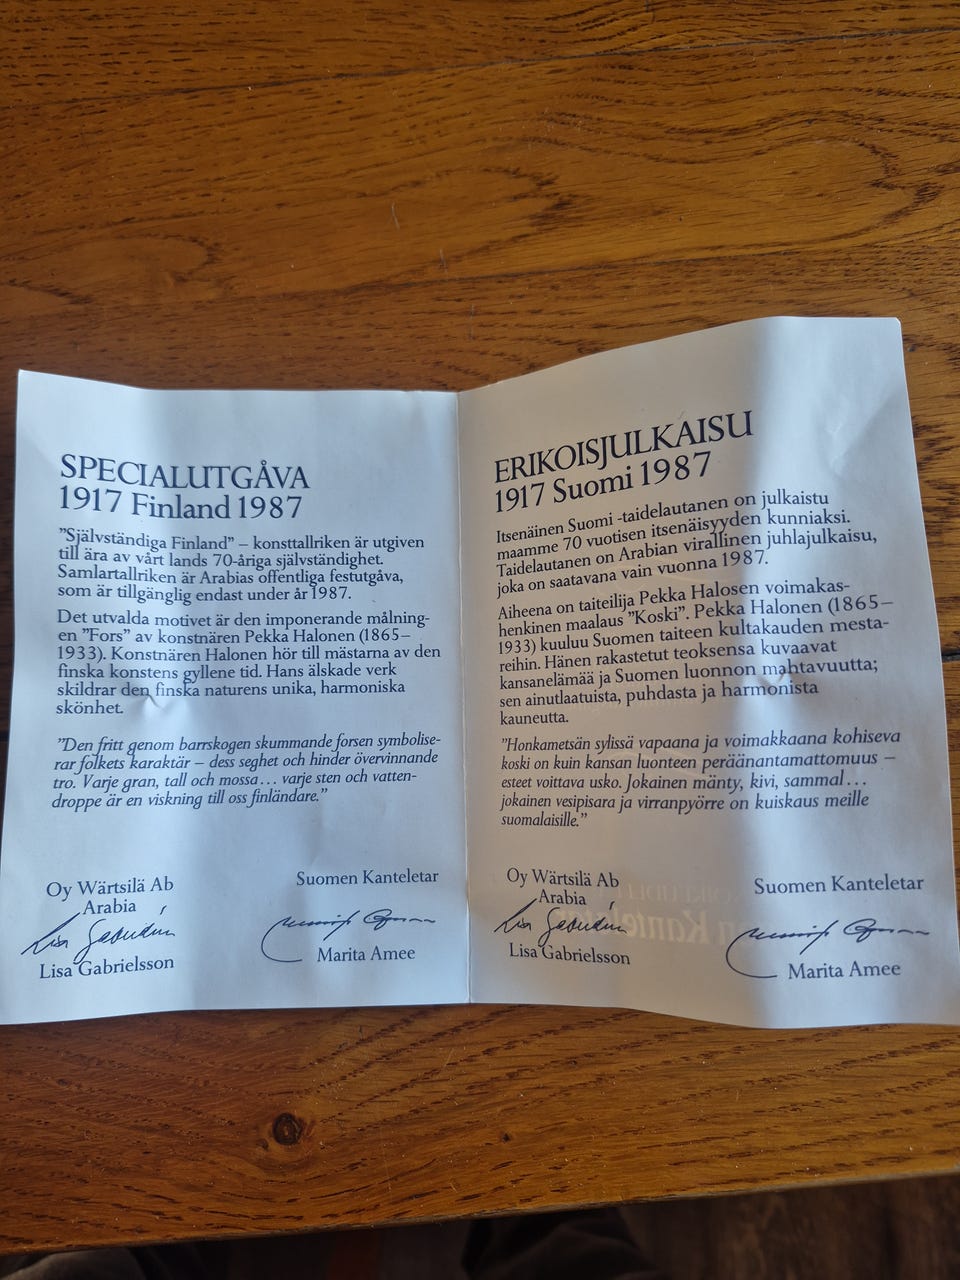 SPECIALUTGÅVA
1917 Finland 1987
"Självständiga Finland" – konsttallriken är utgiven
till ära av vårt lands 70-åriga självständighet.
Samlartallriken är Arabias offentliga festutgåva,
som är tillgänglig endast under år 1987.
Det utvalda motivet är den imponerande målning-
en "Fors" av konstnären Pekka Halonen (1865–
1933). Konstnären Halonen hör till mästarna av den
finska konstens gyllene tid. Hans älskade verk
skildrar den finska naturens unika, harmoniska
skönhet.
"Den fritt genom barrskogen skummande forsen symbolise-
rar folkets karaktär – dess seghet och hinder övervinnande
tro. Varje gran, tall och mossa... varje sten och vatten-
droppe är en viskning till oss finländare."
Oy Wärtsilä Ab
Arabia
Suomen Kanteletar
Lisa Gabrielsson
Marita Amee
ERIKOISJULKAISU
1917 Suomi 1987
Itsenäinen Suomi -taidelautanen on julkaistu
maamme 70 vuotisen itsenäisyyden kunniaksi.
Taidelautanen on Arabian virallinen juhlajulkaisu,
joka on saatavana vain vuonna 1987.
Aiheena on taiteilija Pekka Halosen voimakas-
henkinen maalaus "Koski". Pekka Halonen (1865–
1933) kuuluu Suomen taiteen kultakauden mesta-
reihin. Hänen rakastetut teoksensa kuvaavat
kansanelämää ja Suomen luonnon mahtavuutta;
sen ainutlaatuista, puhdasta ja harmonista
kauneutta.
"Honkametsän sylissä vapaana ja voimakkaana kohiseva
koski on kuin kansan luonteen peräänantamattomuus –
esteet voittava usko. Jokainen mänty, kivi, sammal...
jokainen vesipisara ja virranpyörre on kuiskaus meille
suomalaisille."
Oy Wärtsilä Ab
Arabia
Suomen Kanteletar
Lisa Gabrielsson
Marita Amee